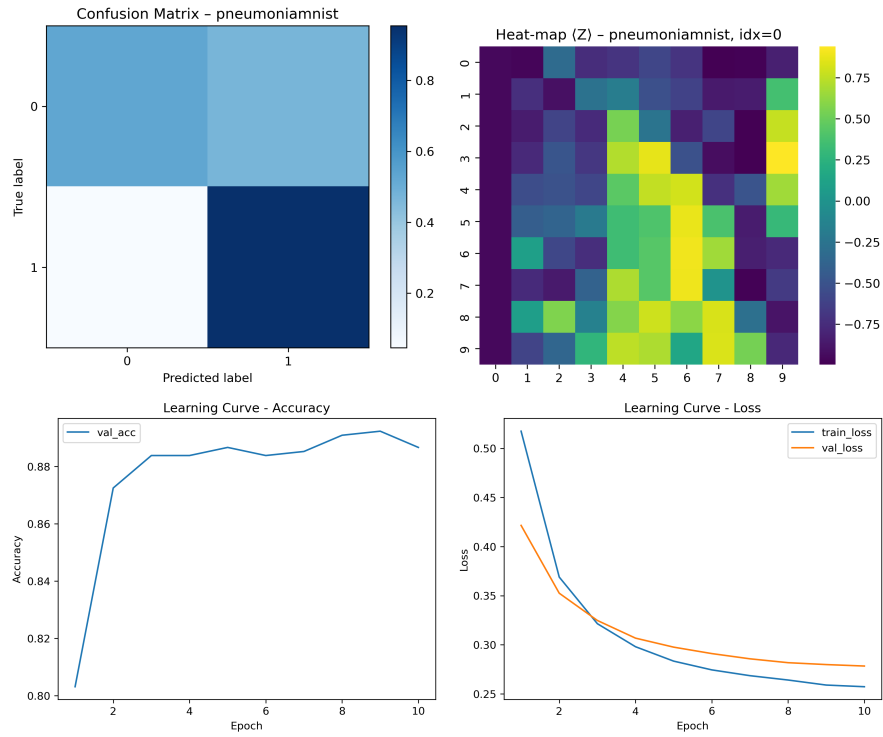 Confusion Matrix – pneumoniamnist
0
1
True label
0 1
Predicted label
0.8
0.6
0.4
0.2
Heat-map ⟨Z⟩ – pneumoniamnist, idx=0
0
1
2
3
4
5
6
7
8
9
0 1 2 3 4 5 6 7 8 9
0.75
0.50
0.25
0.00
−0.25
−0.50
−0.75
Learning Curve - Accuracy
val_acc
0.88
0.86
0.84
0.82
0.80
Accuracy
2 4 6 8 10
Epoch
Learning Curve - Loss
train_loss
val_loss
0.50
0.45
0.40
0.35
0.30
0.25
Loss
2 4 6 8 10
Epoch